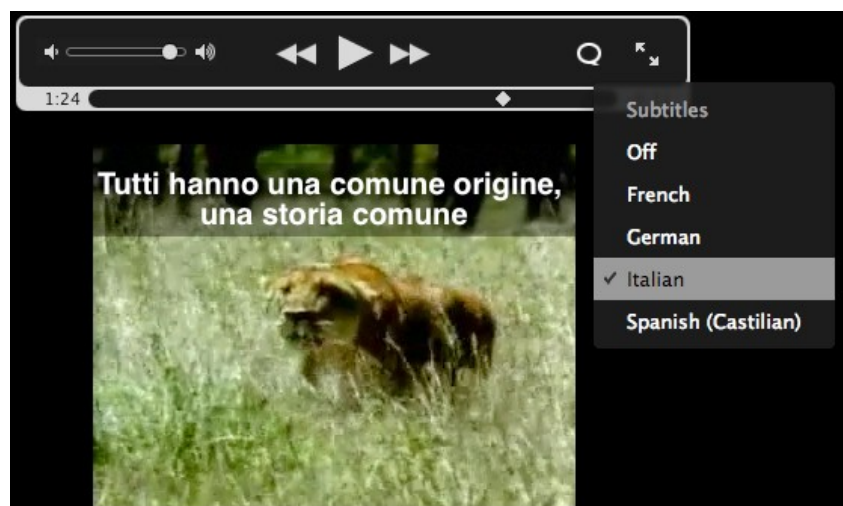 1:24
Subtitles
Off
French
German
✓ Italian
Spanish (Castilian)
Tutti hanno una comune origine,
una storia comune